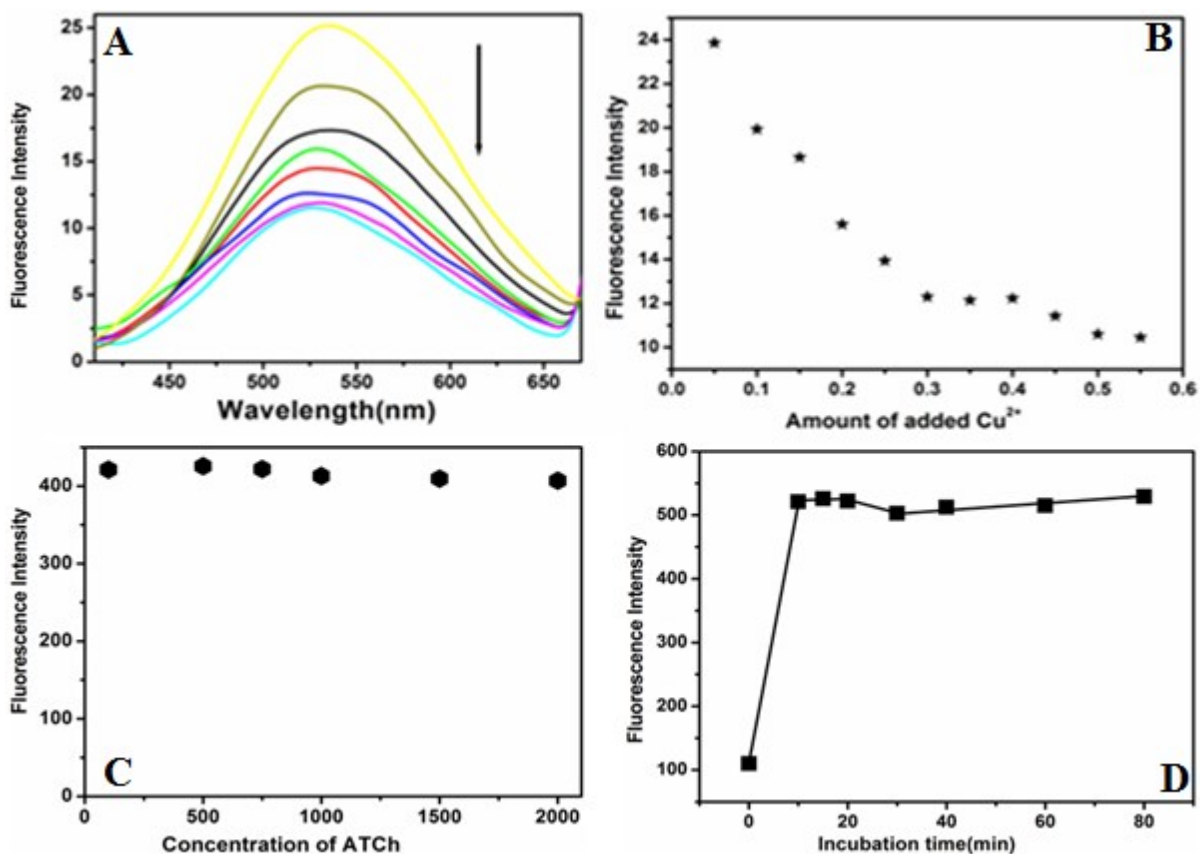 A
Fluorescence Intensity
25
20
15
10
5
0
450 500 550 600 650
Wavelength(nm)
B
Fluorescence Intensity
24
22
20
18
16
14
12
10
0.0 0.1 0.2 0.3 0.4 0.5 0.6
Amount of added Cu²⁺
C
Fluorescence Intensity
400
300
200
100
0
0 500 1000 1500 2000
Concentration of ATCh
D
Fluorescence Intensity
600
500
400
300
200
100
0 20 40 60 80
Incubation time(min)